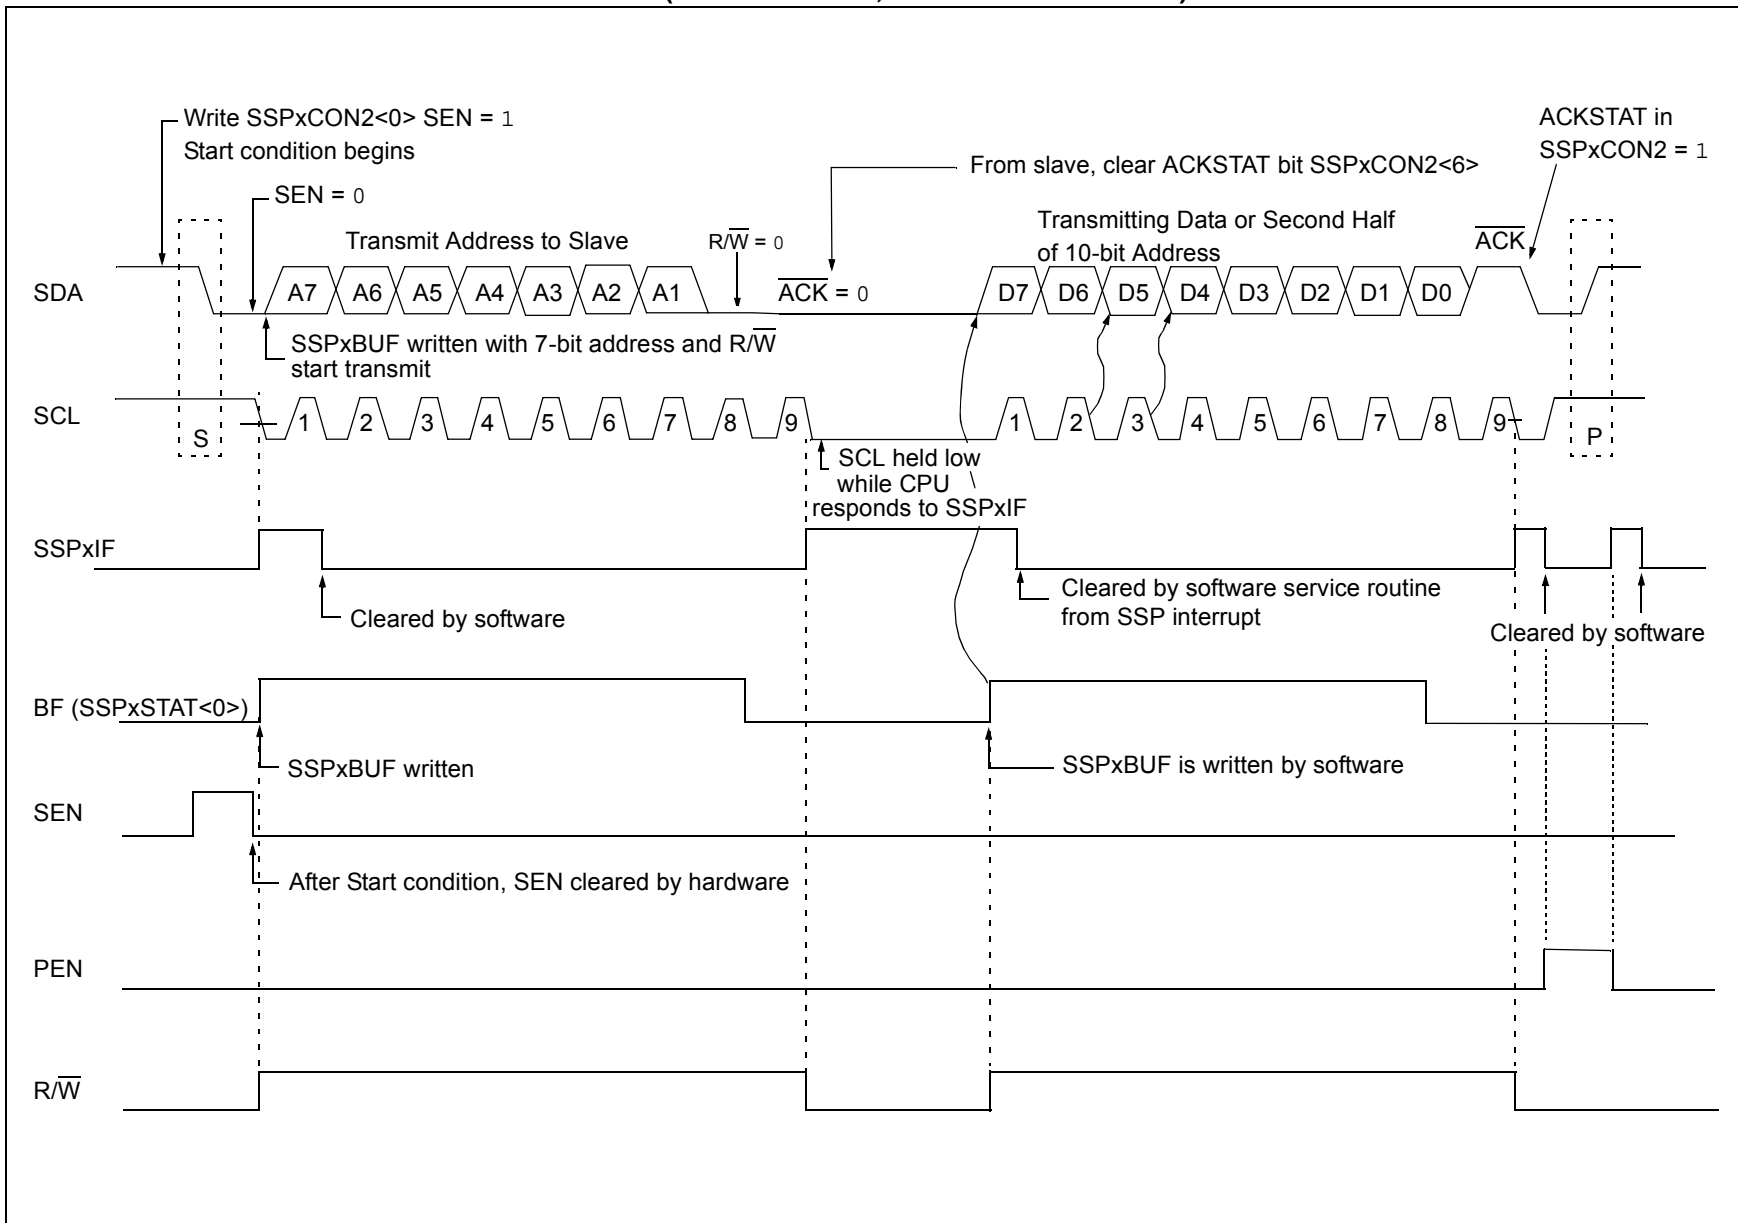 Write SSPxCON2<0> SEN = 1
Start condition begins
ACKSTAT in
SSPxCON2 = 1
From slave, clear ACKSTAT bit SSPxCON2<6>
SEN = 0
Transmit Address to Slave
R/W̅ = 0
Transmitting Data or Second Half
of 10-bit Address
A̅C̅K̅
SDA
A7 A6 A5 A4 A3 A2 A1
A̅C̅K̅ = 0
D7 D6 D5 D4 D3 D2 D1 D0
SSPxBUF written with 7-bit address and R/W̅
start transmit
SCL
S
1 2 3 4 5 6 7 8 9
1 2 3 4 5 6 7 8 9
P
SCL held low
while CPU
responds to SSPxIF
SSPxIF
Cleared by software
Cleared by software service routine
from SSP interrupt
Cleared by software
BF (SSPxSTAT<0>)
SSPxBUF written
SSPxBUF is written by software
SEN
After Start condition, SEN cleared by hardware
PEN
R/W̅